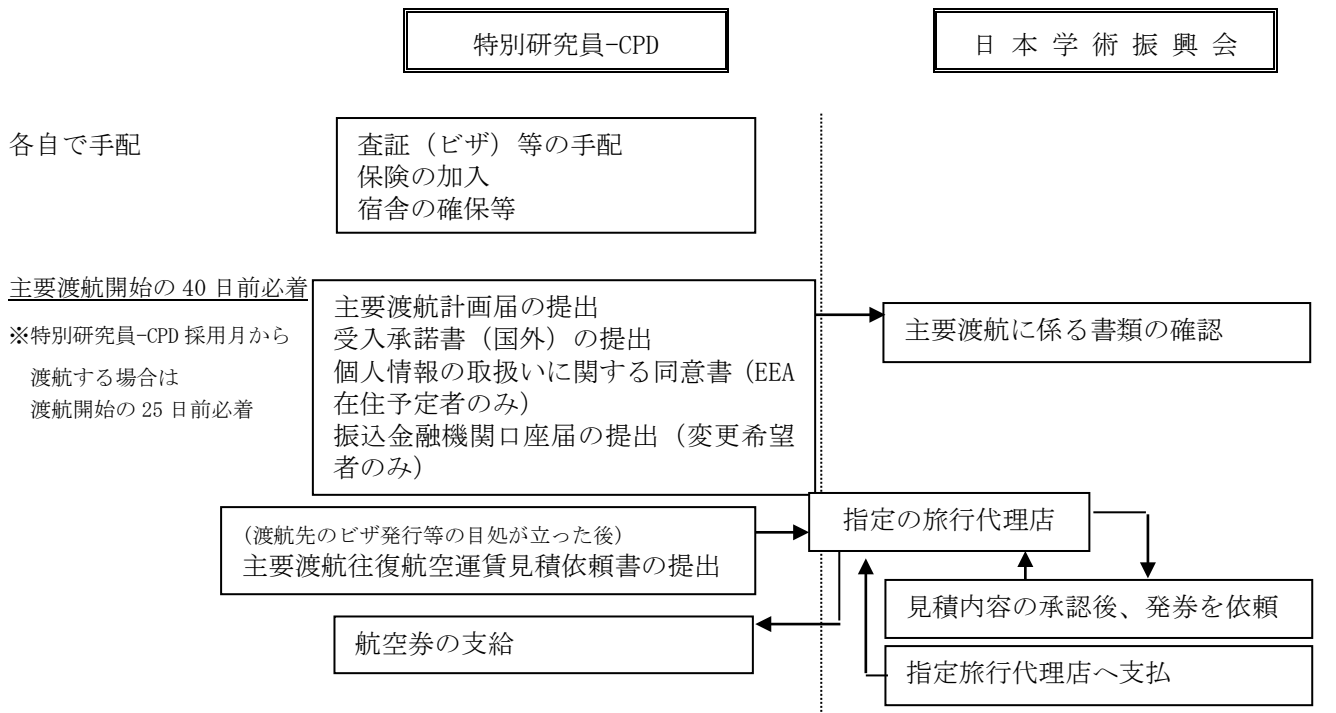 特別研究員-CPD
日本学術振興会
各自で手配
査証（ビザ）等の手配
保険の加入
宿舎の確保等
主要渡航開始の 40 日前必着
※特別研究員-CPD 採用月から
渡航する場合は
渡航開始の 25 日前必着
主要渡航計画届の提出
受入承諾書（国外）の提出
個人情報の取扱いに関する同意書（EEA
在住予定者のみ）
振込金融機関口座届の提出（変更希望
者のみ）
主要渡航に係る書類の確認
（渡航先のビザ発行等の目処が立った後）
主要渡航往復航空運賃見積依頼書の提出
指定の旅行代理店
見積内容の承認後、発券を依頼
航空券の支給
指定旅行代理店へ支払